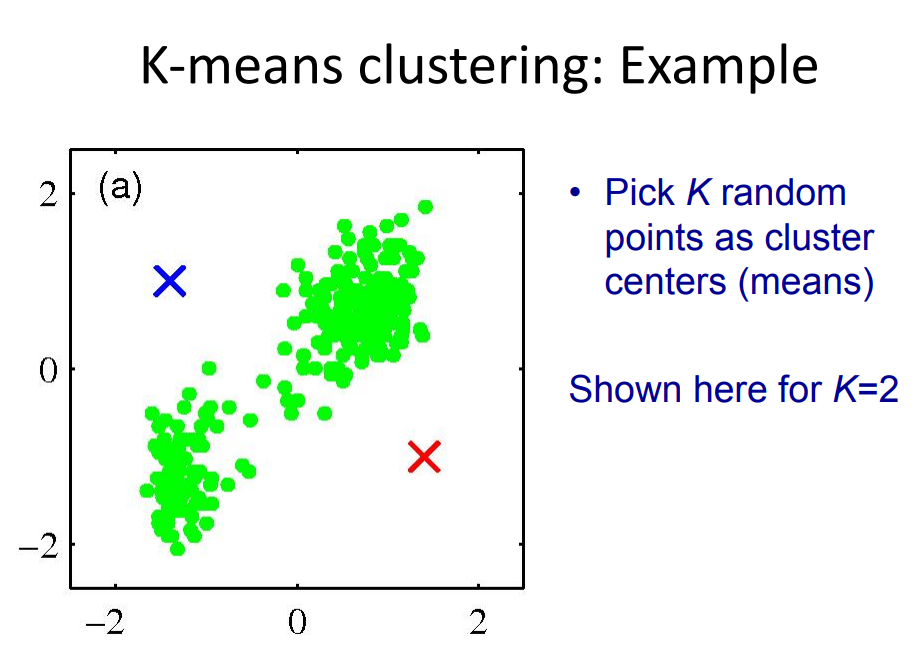 K-means clustering: Example
(a)
2
0
−2
−2 0 2
• Pick K random
points as cluster
centers (means)
Shown here for K=2